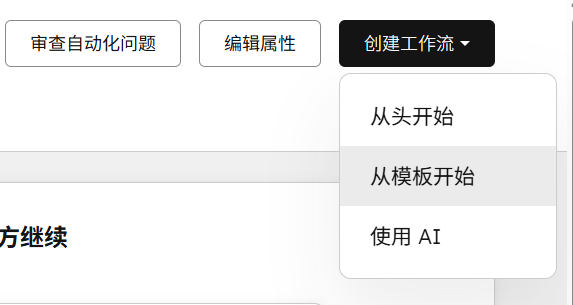 审查自动化问题
编辑属性
创建工作流
从头开始
从模板开始
使用 AI
方继续